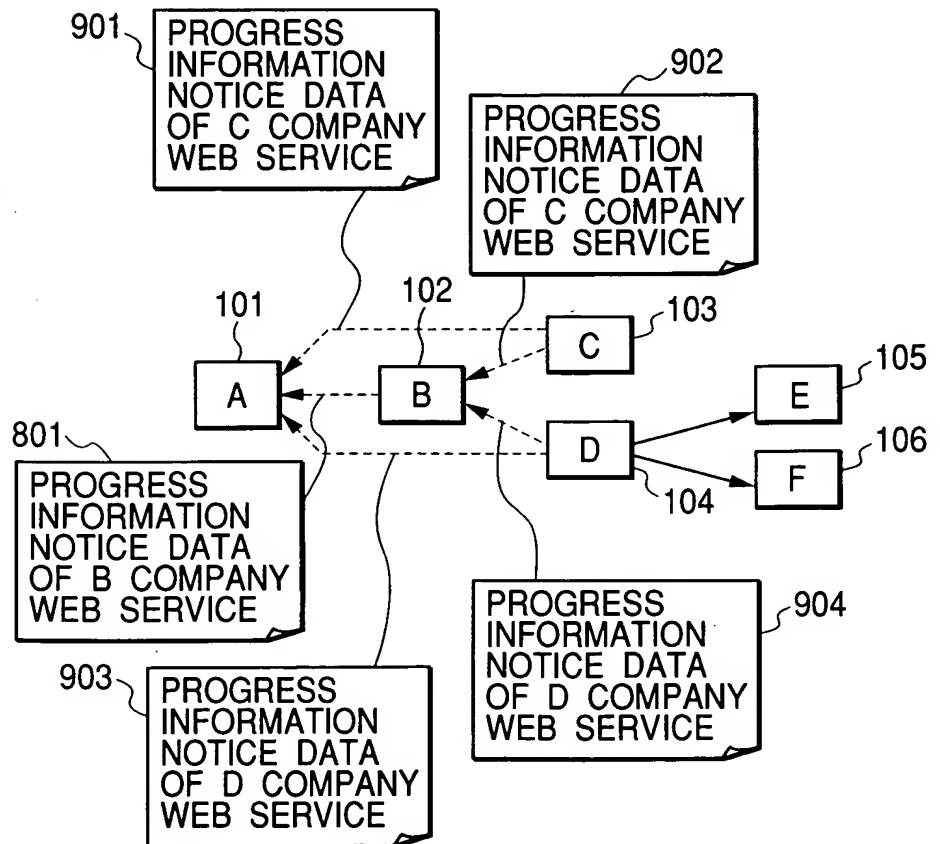 901
PROGRESS
INFORMATION
NOTICE DATA
OF C COMPANY
WEB SERVICE
902
PROGRESS
INFORMATION
NOTICE DATA
OF C COMPANY
WEB SERVICE
101
102
103
A
B
C
D
104
E
105
F
106
801
PROGRESS
INFORMATION
NOTICE DATA
OF B COMPANY
WEB SERVICE
903
PROGRESS
INFORMATION
NOTICE DATA
OF D COMPANY
WEB SERVICE
904
PROGRESS
INFORMATION
NOTICE DATA
OF D COMPANY
WEB SERVICE